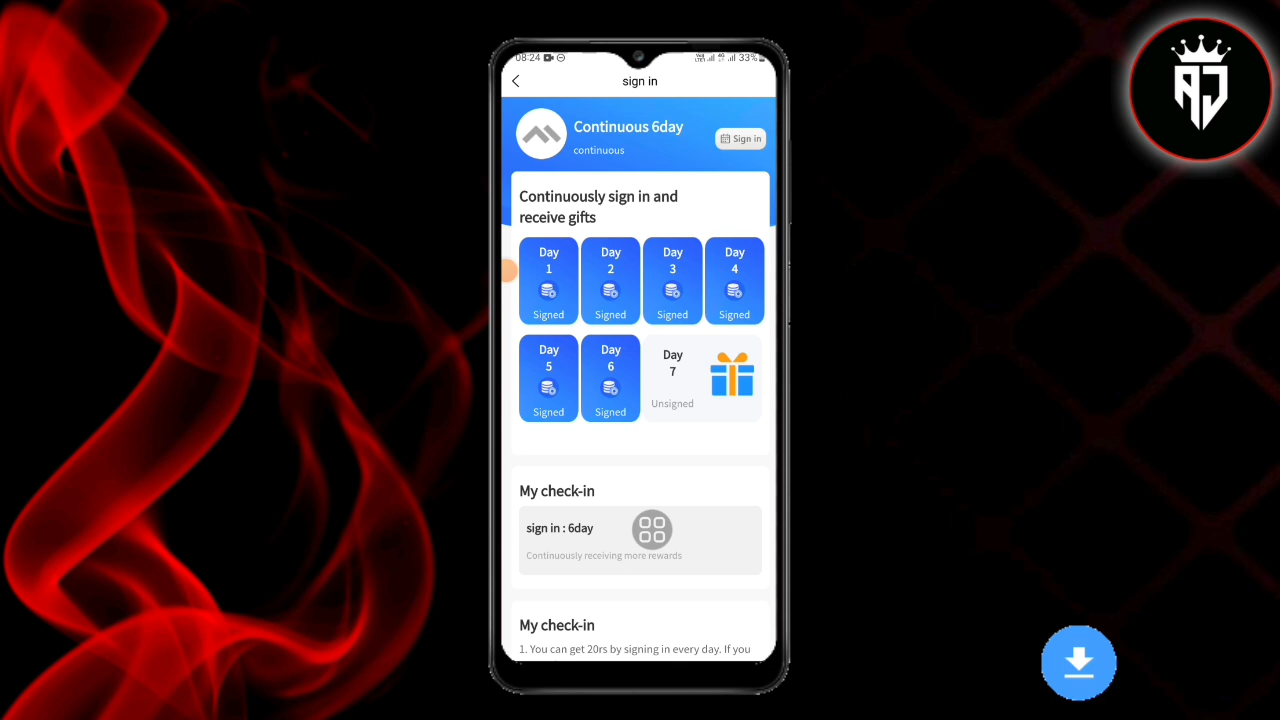 08:24 33%
sign in
Continuous 6day
continuous
Sign in
Continuously sign in and
receive gifts
Day
1
Signed
Day
2
Signed
Day
3
Signed
Day
4
Signed
Day
5
Signed
Day
6
Signed
Day
7
Unsigned
My check-in
sign in : 6day
Continuously receiving more rewards
My check-in
1. You can get 20rs by signing in every day. If you
AJ